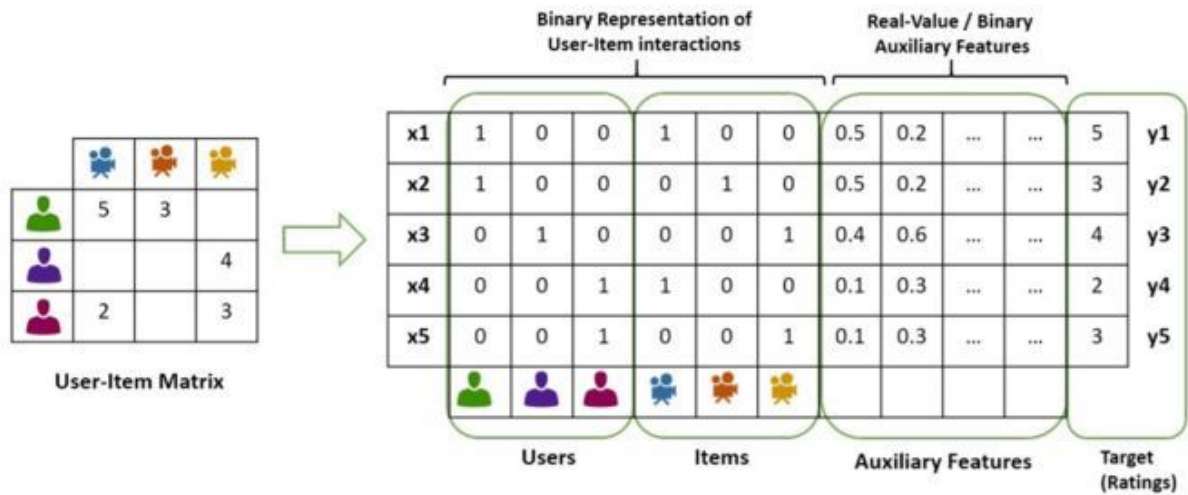 Binary Representation of
User-Item interactions
Real-Value / Binary
Auxiliary Features
5 3
4
2 3
User-Item Matrix
x1 1 0 0 1 0 0 0.5 0.2 ... ... 5 y1
x2 1 0 0 0 1 0 0.5 0.2 ... ... 3 y2
x3 0 1 0 0 0 1 0.4 0.6 ... ... 4 y3
x4 0 0 1 1 0 0 0.1 0.3 ... ... 2 y4
x5 0 0 1 0 0 1 0.1 0.3 ... ... 3 y5
Users
Items
Auxiliary Features
Target
(Ratings)